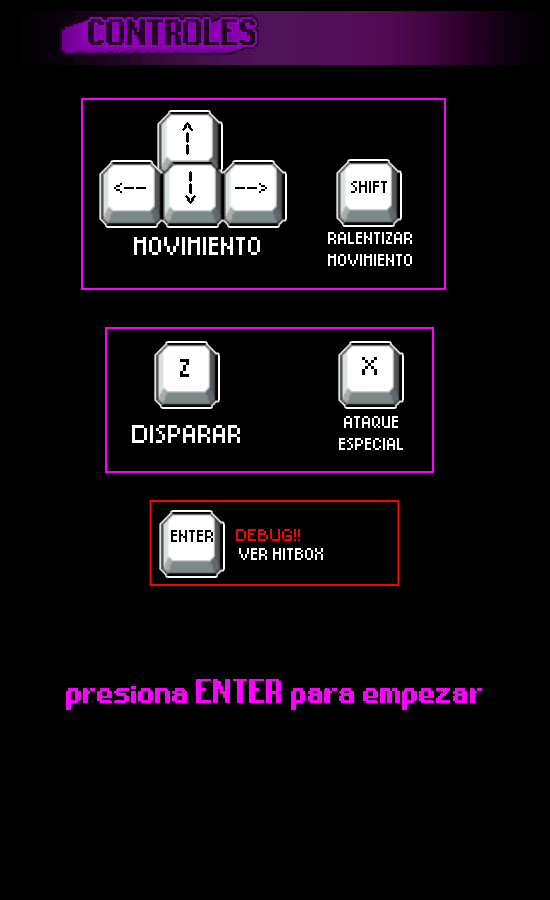 CONTROLES
<-- --> SHIFT
MOVIMIENTO
RALENTIZAR
MOVIMIENTO
Z
X
DISPARAR
ATAQUE
ESPECIAL
ENTER
DEBUG!!
VER HITBOX
presiona ENTER para empezar